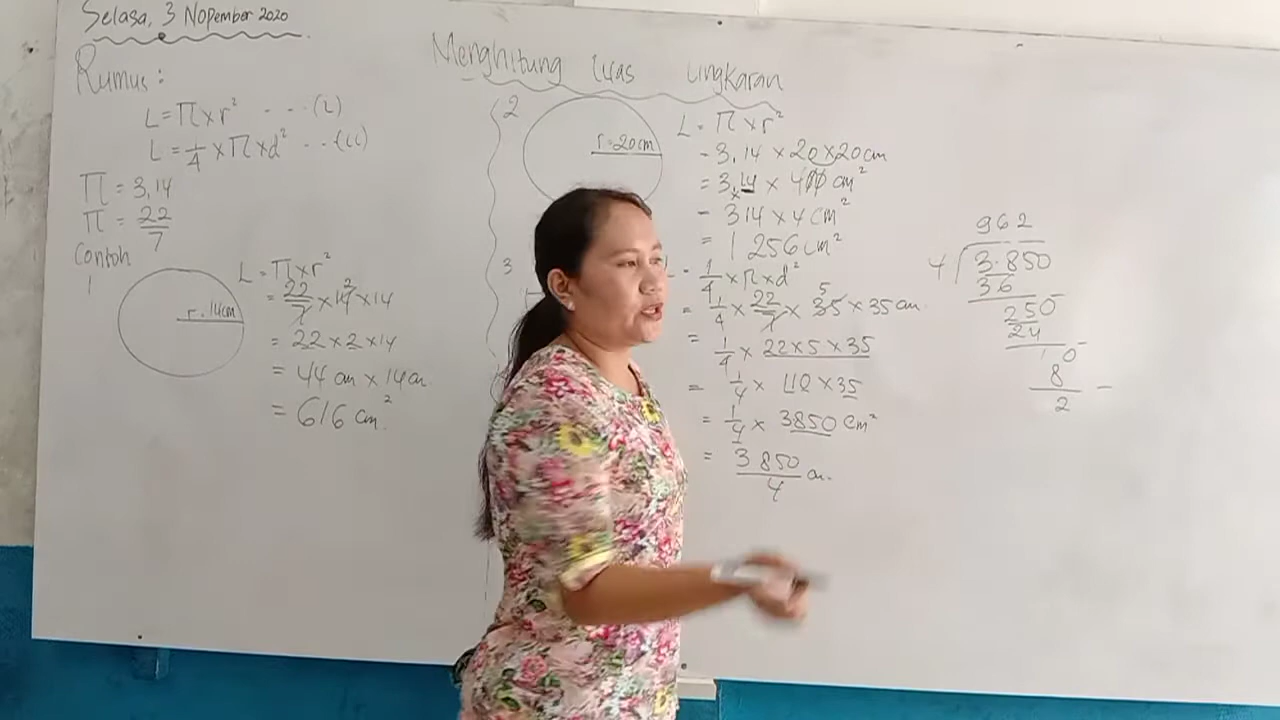 Selasa, 3 Nopember 2020
Menghitung luas Lingkaran
Rumus :
L = π x r² - - - (i)
L = 1/4 x π x d² - - (ii)
π = 3,14
π = 22/7
Contoh
1
r = 14cm
L = π x r²
= 22/7 x 14² x 14
= 22 x 2 x 14
= 44 cm x 14 cm
= 616 cm².
2
r = 20cm
L = π x r²
= 3,14 x 20 x 20 cm
= 3,14 x 400 cm²
= 314 x 4 cm²
= 1 256 cm²
3
= 1/4 x π x d²
= 1/4 x 22/7 x 35 5 x 35 cm
= 1/4 x 22 x 5 x 35
= 1/4 x 110 x 35
= 1/4 x 3850 cm²
= 3 850/4 cm.
962
4 3.850
36 -
250
24 -
10
8 -
2